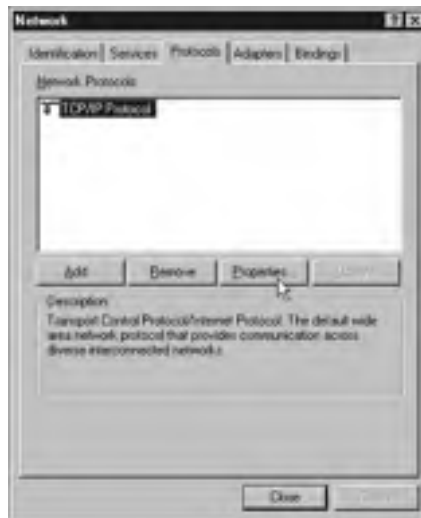 Network
Identification Services Protocols Adapters Bindings
Network Protocols:
TCP/IP Protocol
Add... Remove Properties...
Description:
Transport Control Protocol/Internet Protocol. The default wide
area network protocol that provides communication across
diverse interconnected networks.
Close